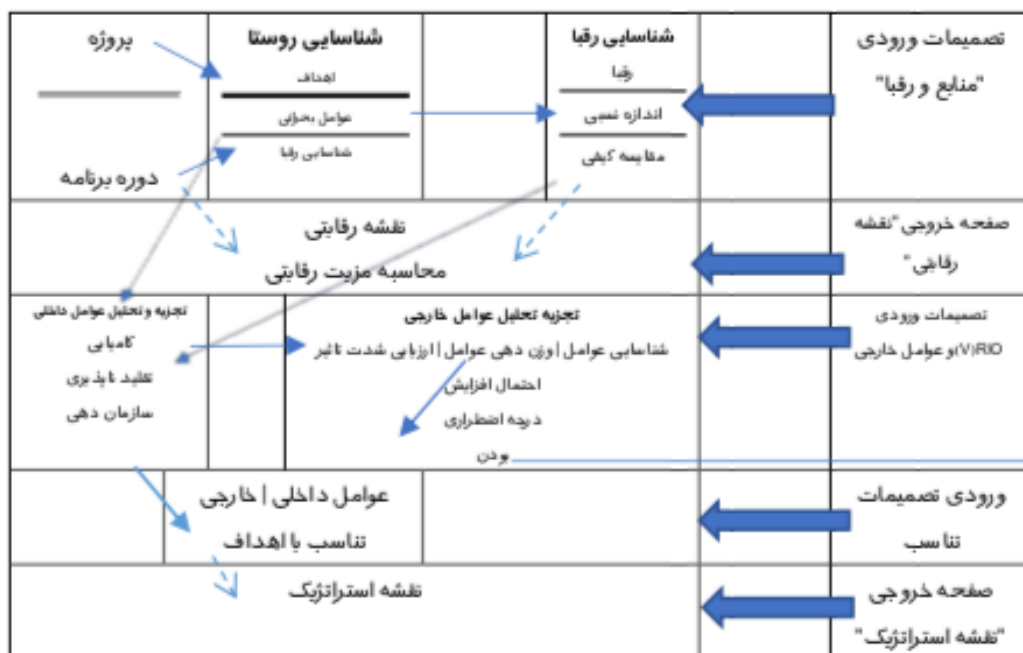 تصمیمات ورودی
"منابع و رقبا"
شناسایی رقبا
رقبا
اندازه نسبی
مقایسه کیفی
شناسایی روستا
اهداف
عوامل بحرانی
شناسایی رقبا
پروژه
دوره برنامه
صفحه خروجی "نقشه
رقابتی"
نقشه رقابتی
محاسبه مزیت رقابتی
تصمیمات ورودی
RIO(V)و عوامل خارجی
تجزیه تحلیل عوامل خارجی
شناسایی عوامل | وزن دهی عوامل | ارزیابی شدت تاثیر
احتمال افزایش
درجه اضطراری
بودن
تجزیه و تحلیل عوامل داخلی
کامیابی
تقلید ناپذیری
سازمان دهی
ورودی تصمیمات
تناسب
عوامل داخلی | خارجی
تناسب با اهداف
صفحه خروجی
"نقشه استراتژیک"
نقشه استراتژیک